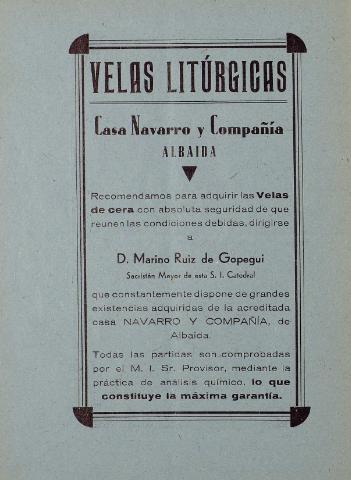 VELAS LITÚRGICAS
Casa Navarro y Compañía
ALBAIDA
Recomendamos para adquirir las Velas
de cera con absoluta seguridad de que
reunen las condiciones debidas, dirigirse
a
D. Marino Ruiz de Gopegui
Sacristán Mayor de esta S. I. Catedral
que constantemente dispone de grandes
existencias adquiridas de la acreditada
casa NAVARRO Y COMPAÑÍA, de
Albaida.
Todas las partidas son comprobadas
por el M. I. Sr. Provisor, mediante la
práctica de análisis químico, lo que
constituye la máxima garantía.